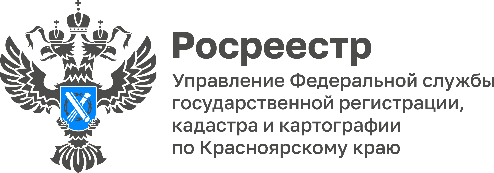 Росреестр
Управление Федеральной службы
государственной регистрации,
кадастра и картографии
по Красноярскому краю